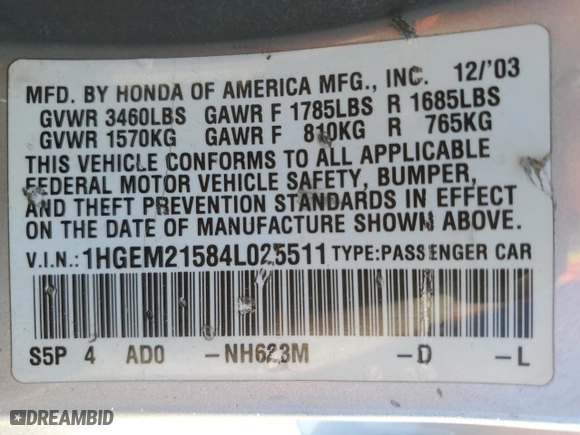 MFD. BY HONDA OF AMERICA MFG., INC. 12/'03
GVWR 3460LBS GAWR F 1785LBS R 1685LBS
GVWR 1570KG GAWR F 810KG R 765KG
THIS VEHICLE CONFORMS TO ALL APPLICABLE
FEDERAL MOTOR VEHICLE SAFETY, BUMPER,
AND THEFT PREVENTION STANDARDS IN EFFECT
ON THE DATE OF MANUFACTURE SHOWN ABOVE.
V.I.N.: 1HGEM21584L025511 TYPE:PASSENGER CAR
S5P 4 AD0 -NH623M -D -L
DREAMBID